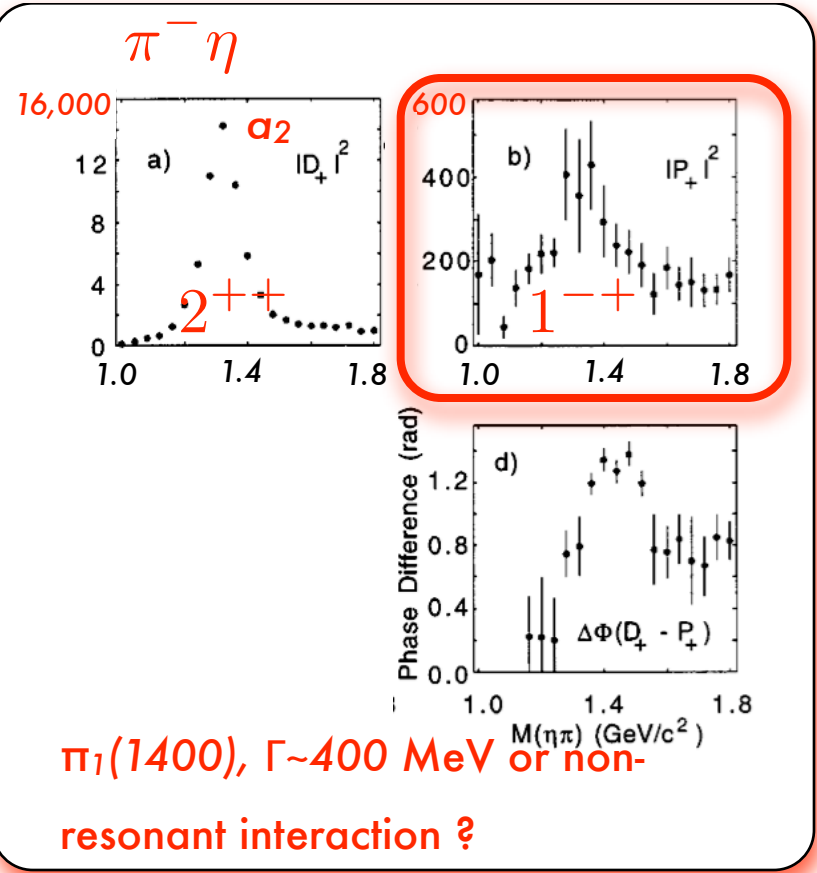 π⁻η
16,000
a2
a)
|D₊|²
12
8
4
0
2⁺⁺
1.0 1.4 1.8
600
b)
|P₊|²
400
200
0
1⁻⁺
1.0 1.4 1.8
Phase Difference (rad)
d)
1.2
0.8
0.4
0.0
ΔΦ(D₊ - P₊)
1.0 1.4 1.8
M(ηπ) (GeV/c²)
π₁(1400), Γ~400 MeV or non-
resonant interaction ?